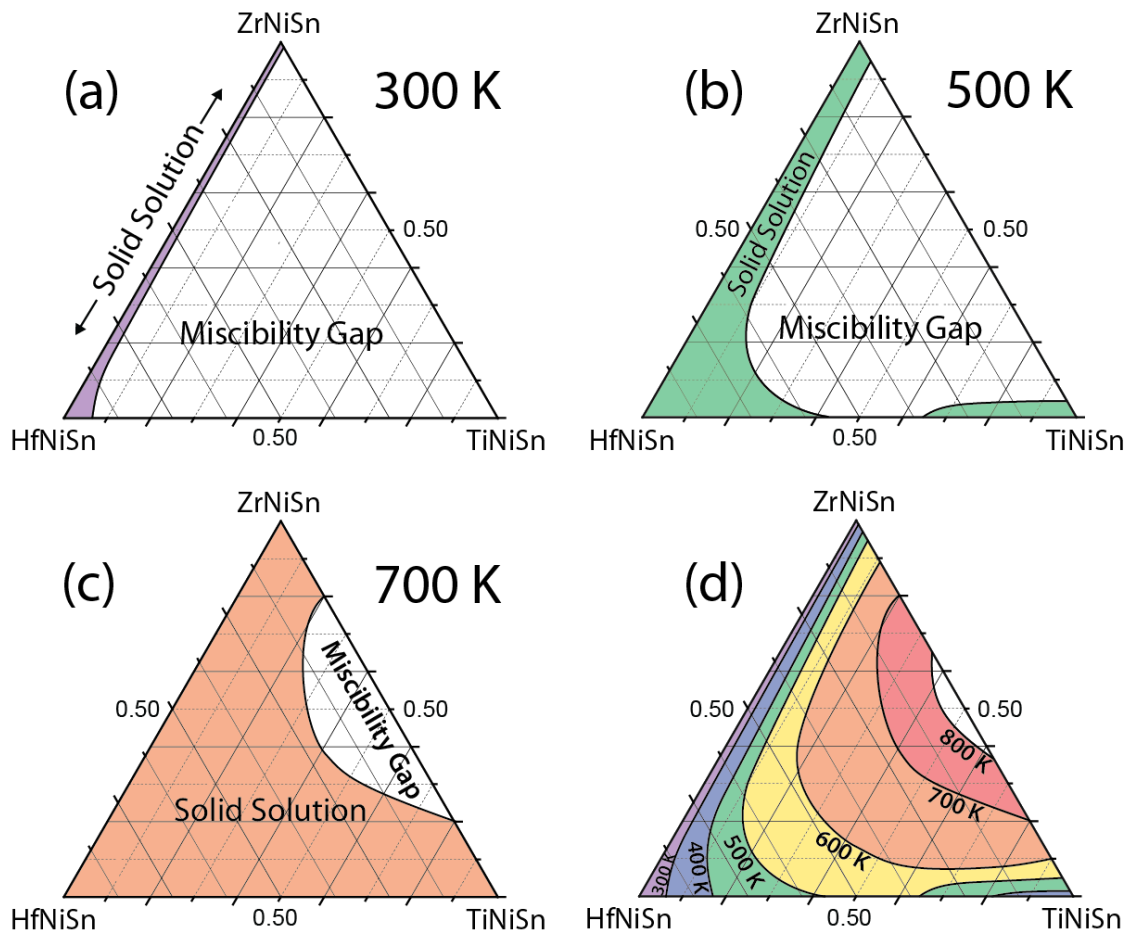 ZrNiSn
(a)
300 K
← Solid Solution →
Miscibility Gap
0.50
HfNiSn
0.50
TiNiSn
ZrNiSn
(b)
500 K
Solid Solution
0.50
0.50
Miscibility Gap
HfNiSn
0.50
TiNiSn
ZrNiSn
(c)
700 K
Miscibility Gap
0.50
0.50
Solid Solution
HfNiSn
0.50
TiNiSn
ZrNiSn
(d)
0.50
0.50
800 K
700 K
600 K
500 K
400 K
300 K
HfNiSn
0.50
TiNiSn